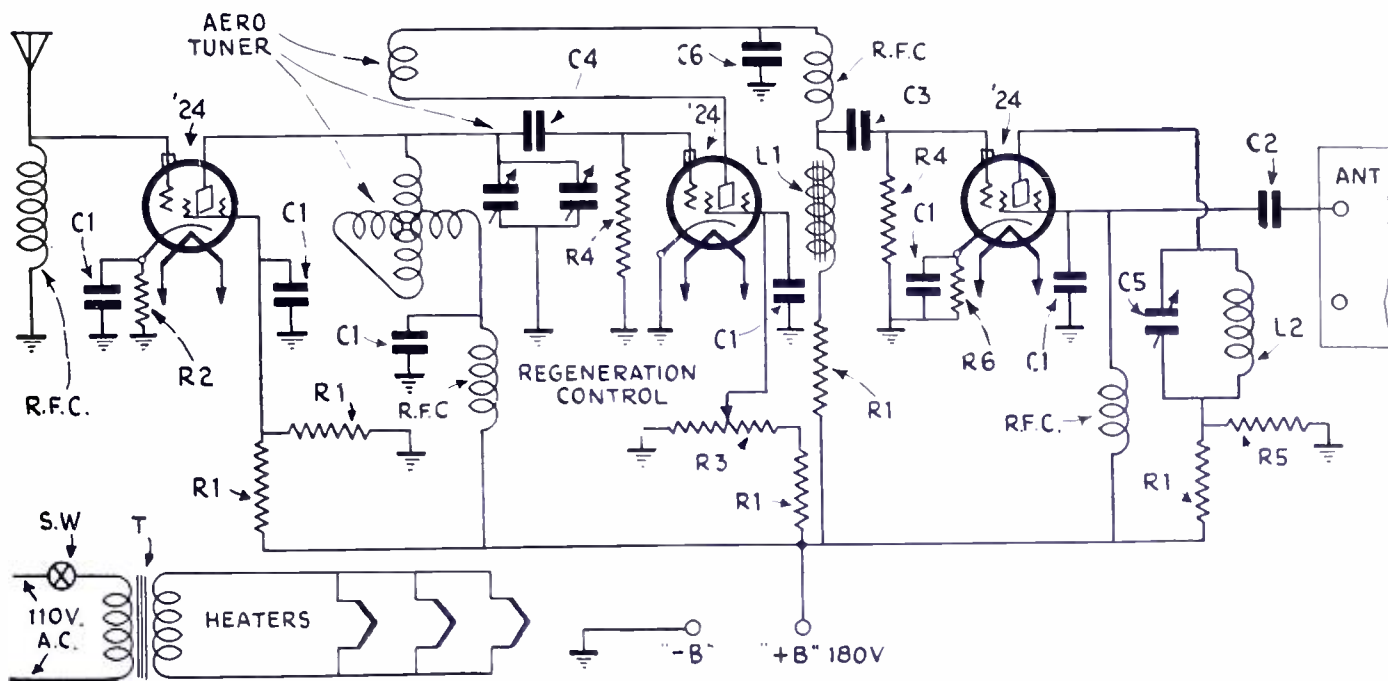 AERO
TUNER
C4
C6
R.F.C
C3
'24
'24
'24
L1
R4
C2
ANT
C1
C1
R4
C1
C5
L2
C1
R2
C1
R6
C1
R.F.C.
R1
R.F.C
REGENERATION
CONTROL
R1
R.F.C.
R3
R5
R1
R1
R1
S.W
T
110V.
A.C.
HEATERS
"-B"
"+B" 180V